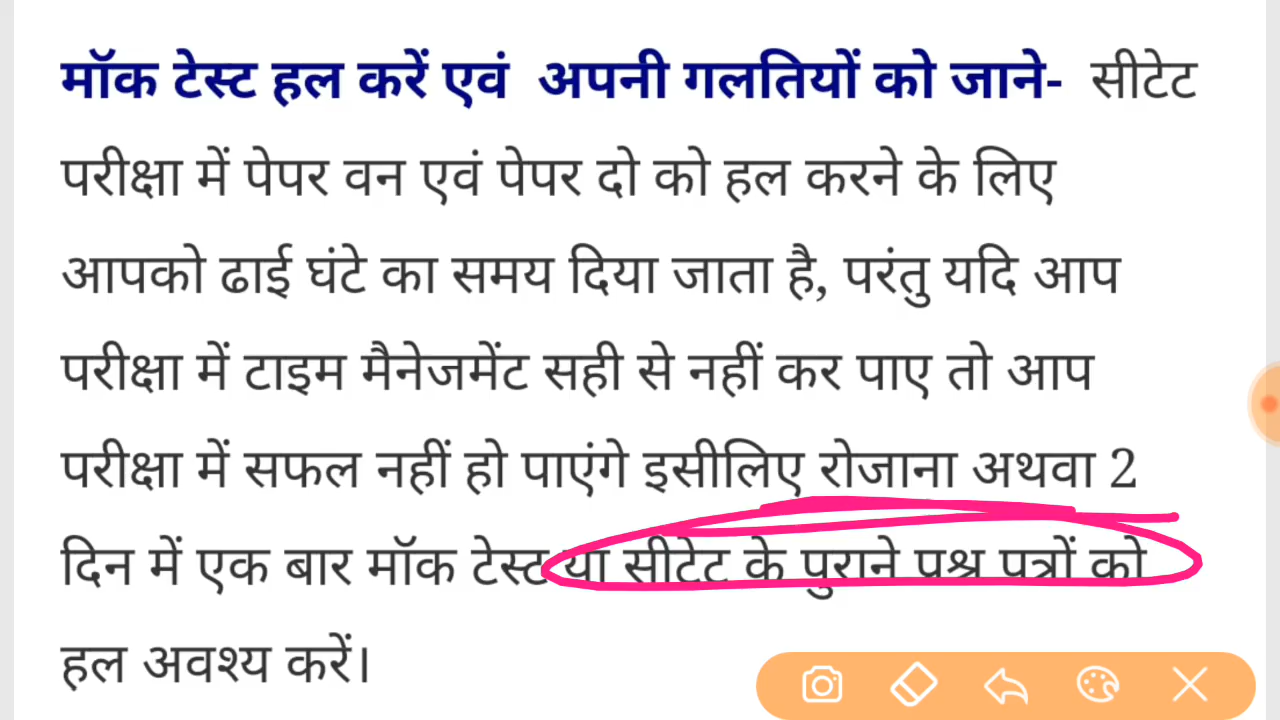 मॉक टेस्ट हल करें एवं अपनी गलतियों को जाने- सीटेट
परीक्षा में पेपर वन एवं पेपर दो को हल करने के लिए
आपको ढाई घंटे का समय दिया जाता है, परंतु यदि आप
परीक्षा में टाइम मैनेजमेंट सही से नहीं कर पाए तो आप
परीक्षा में सफल नहीं हो पाएंगे इसीलिए रोजाना अथवा 2
दिन में एक बार मॉक टेस्ट या सीटेट के पुराने प्रश्न पत्रों को
हल अवश्य करें।